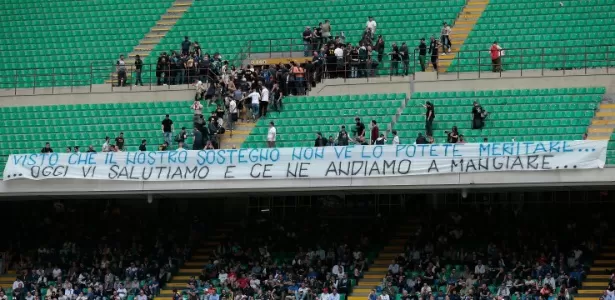 VISTO CHE IL NOSTRO SOSTEGNO NON VE LO POTETE MERITARE...
...OGGI VI SALUTIAMO E CE NE ANDIAMO A MANGIARE...